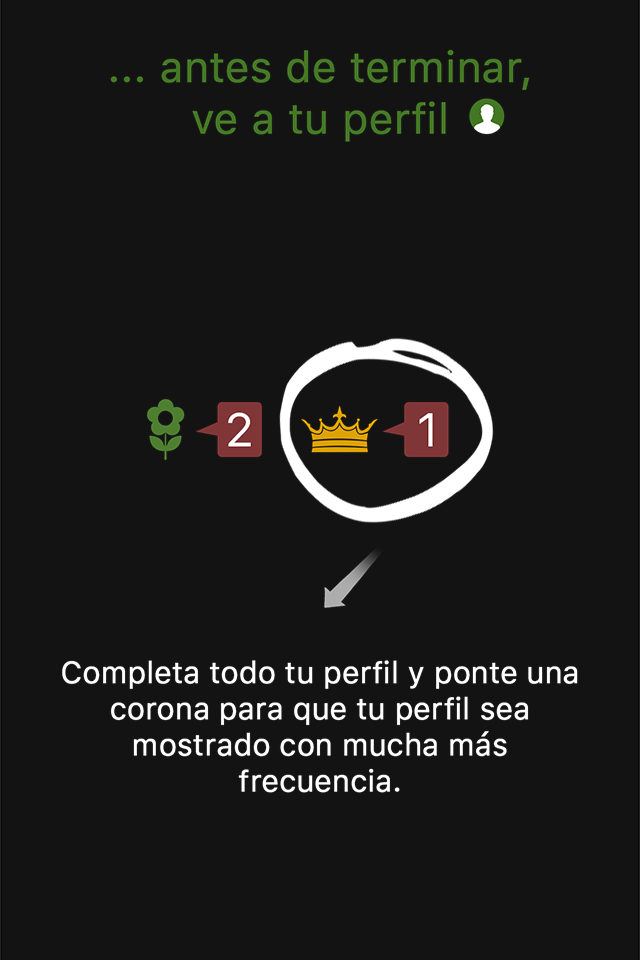 ... antes de terminar,
ve a tu perfil
2
1
Completa todo tu perfil y ponte una
corona para que tu perfil sea
mostrado con mucha más
frecuencia.